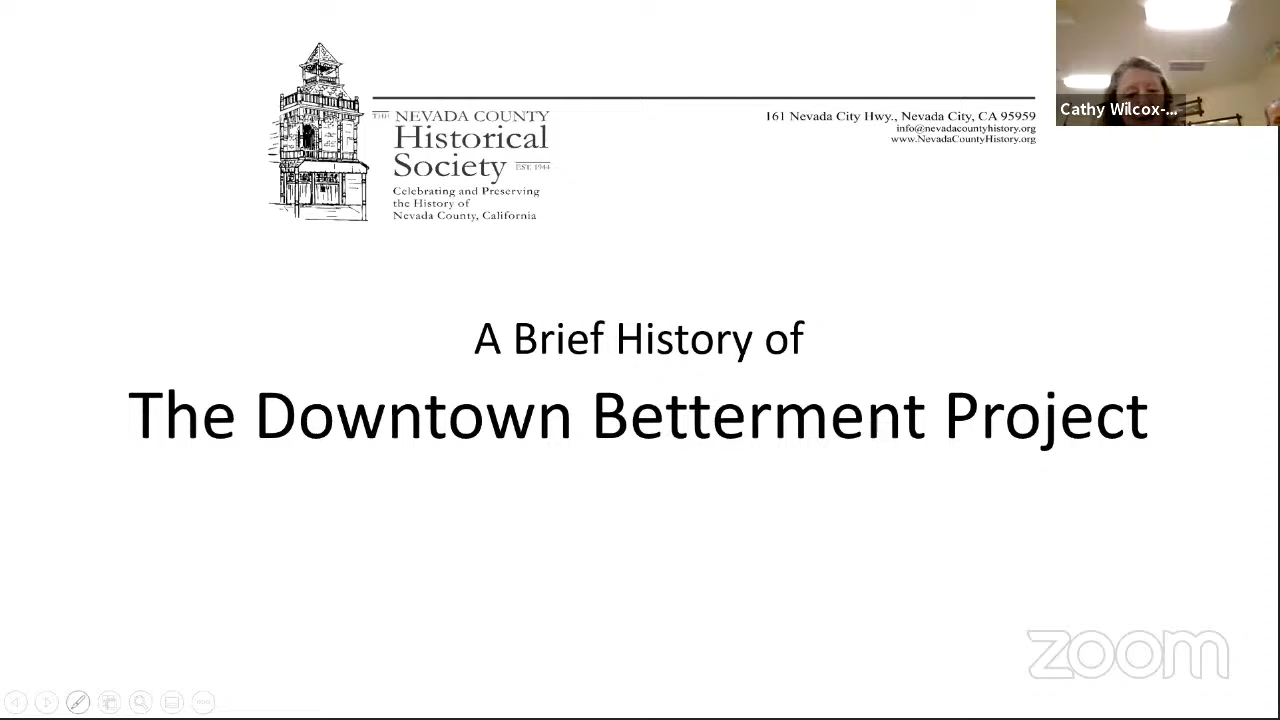 THE NEVADA COUNTY
Historical
Society EST. 1944
Celebrating and Preserving
the History of
Nevada County, California
161 Nevada City Hwy., Nevada City, CA 95959
info@nevadacountyhistory.org
www.NevadaCountyHistory.org
Cathy Wilcox-...
A Brief History of
The Downtown Betterment Project
zoom